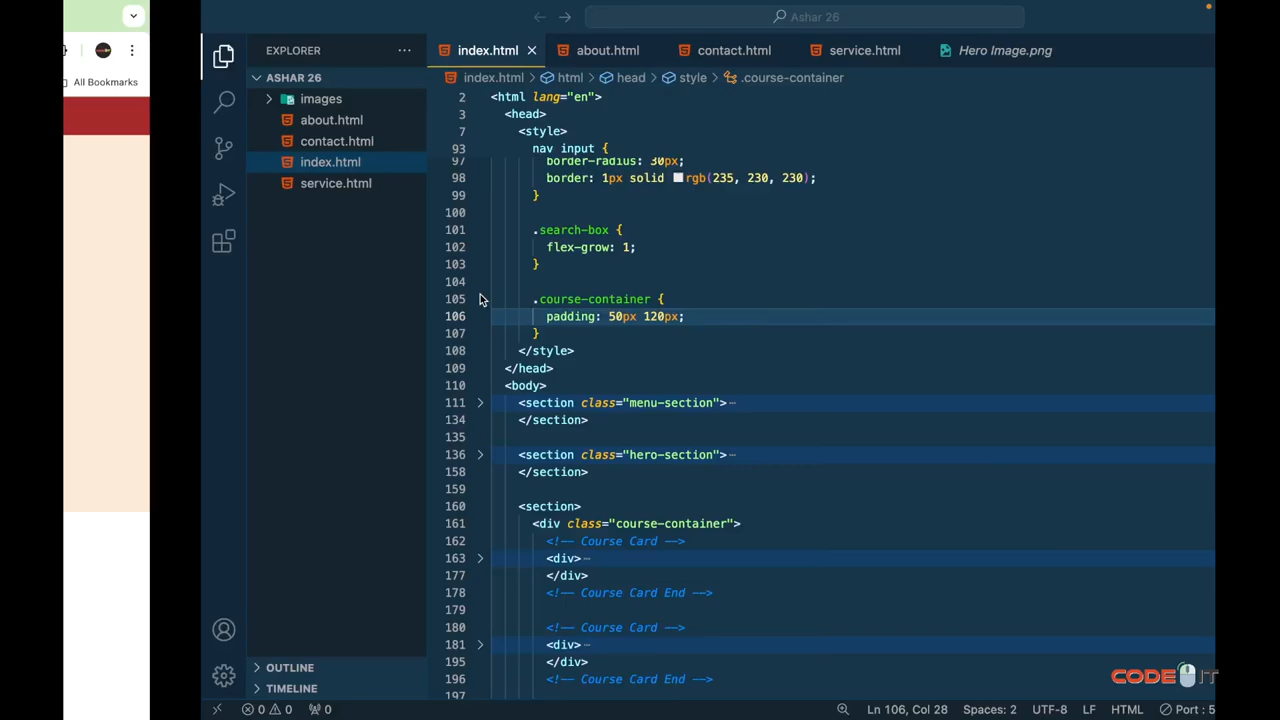 All Bookmarks
Ashar 26
EXPLORER
index.html
about.html
contact.html
service.html
Hero Image.png
index.html > html > head > style > .course-container
ASHAR 26
images
about.html
contact.html
index.html
service.html
OUTLINE
TIMELINE
2 <html lang="en">
3 <head>
7 <style>
93 nav input {
97 border-radius: 30px;
98 border: 1px solid rgb(235, 230, 230);
99 }
100
101 .search-box {
102 flex-grow: 1;
103 }
104
105 .course-container {
106 padding: 50px 120px;
107 }
108 </style>
109 </head>
110 <body>
111 <section class="menu-section">⋯
134 </section>
135
136 <section class="hero-section">⋯
158 </section>
159
160 <section>
161 <div class="course-container">
162 <!-- Course Card -->
163 <div>⋯
177 </div>
178 <!-- Course Card End -->
179
180 <!-- Course Card -->
181 <div>⋯
195 </div>
196 <!-- Course Card End -->
197
CODE IT
0 0 0
Ln 106, Col 28 Spaces: 2 UTF-8 LF HTML Port : 5